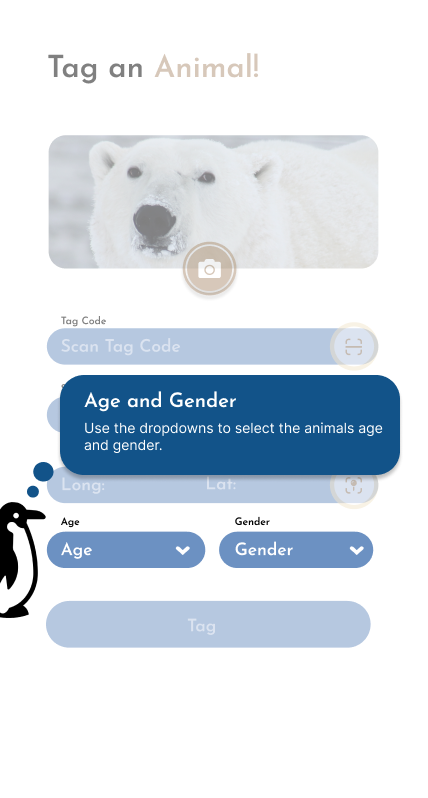 Tag an Animal!
Tag Code
Scan Tag Code
Age and Gender
Use the dropdowns to select the animals age
and gender.
Long: Lat:
Age Gender
Age Gender
Tag